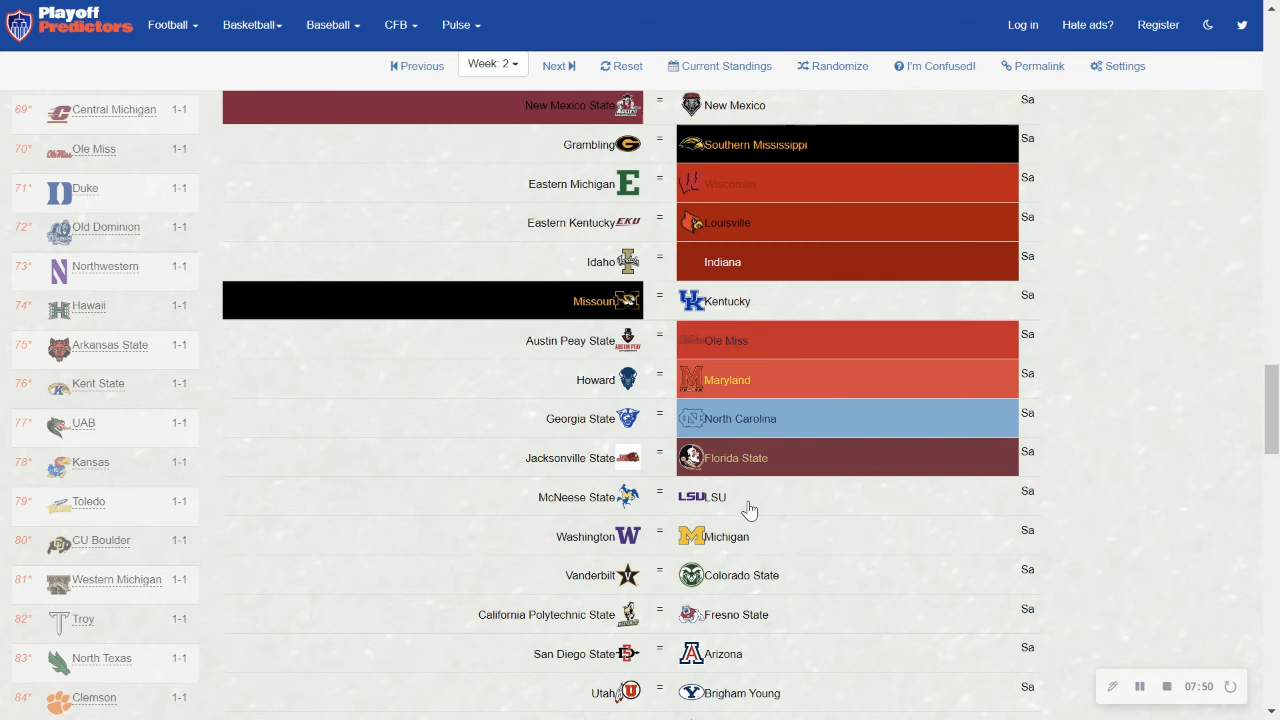 Playoff
Predictors
Football Basketball Baseball CFB Pulse Log in Hate ads? Register
Previous Week: 2 Next Reset Current Standings Randomize I'm Confused! Permalink Settings
69* Central Michigan 1-1
70* Ole Miss 1-1
71* Duke 1-1
72* Old Dominion 1-1
73* Northwestern 1-1
74* Hawaii 1-1
75* Arkansas State 1-1
76* Kent State 1-1
77* UAB 1-1
78* Kansas 1-1
79* Toledo 1-1
80* CU Boulder 1-1
81* Western Michigan 1-1
82* Troy 1-1
83* North Texas 1-1
84* Clemson 1-1
New Mexico State = New Mexico Sa
Grambling = Southern Mississippi Sa
Eastern Michigan = Wisconsin Sa
Eastern Kentucky EKU = Louisville Sa
Idaho = Indiana Sa
Missouri = Kentucky Sa
Austin Peay State = Ole Miss Sa
Howard = Maryland Sa
Georgia State = North Carolina Sa
Jacksonville State = Florida State Sa
McNeese State = LSU LSU Sa
Washington W = M Michigan Sa
Vanderbilt = Colorado State Sa
California Polytechnic State = Fresno State Sa
San Diego State = A Arizona Sa
Utah = Brigham Young Sa
07:50